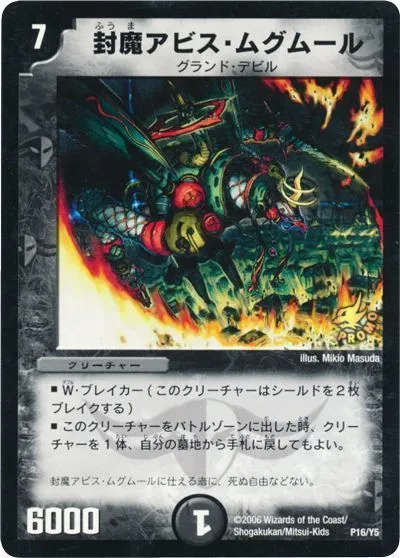 7
ふうま
封魔アビス・ムグムール
グランド・デビル
PROMO
illus. Mikio Masuda
クリーチャー
ダブル
■W・ブレイカー(このクリーチャーはシールドを2枚
ブレイクする)
■このクリーチャーをバトルゾーンに出した時、クリー
チャーを1体、自分の墓地から手札に戻してもよい。
封魔アビス・ムグムールに仕える者に、死ぬ自由などない。
6000
1
©2006 Wizards of the Coast/
Shogakukan/Mitsui-Kids
P16/Y5